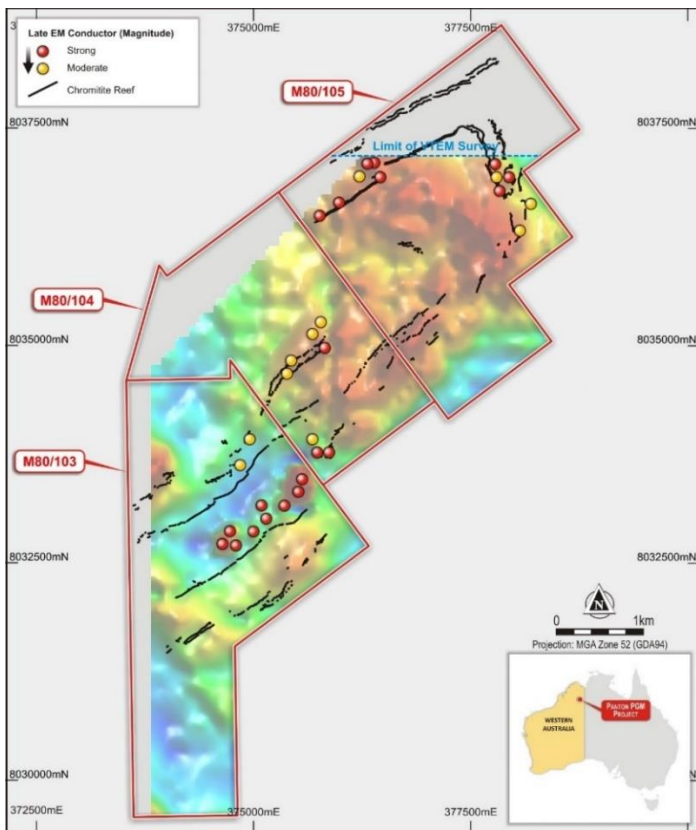 375000mE
377500mE
Late EM Conductor (Magnitude)
Strong
Moderate
Chromitite Reef
M80/105
8037500mN
8037500mN
Limit of VTEM Survey
M80/104
8035000mN
8035000mN
M80/103
8032500mN
8032500mN
N
0 1km
Projection: MGA Zone 52 (GDA94)
PANTON PGM
PROJECT
WESTERN
AUSTRALIA
8030000mN
372500mE
375000mE
377500mE